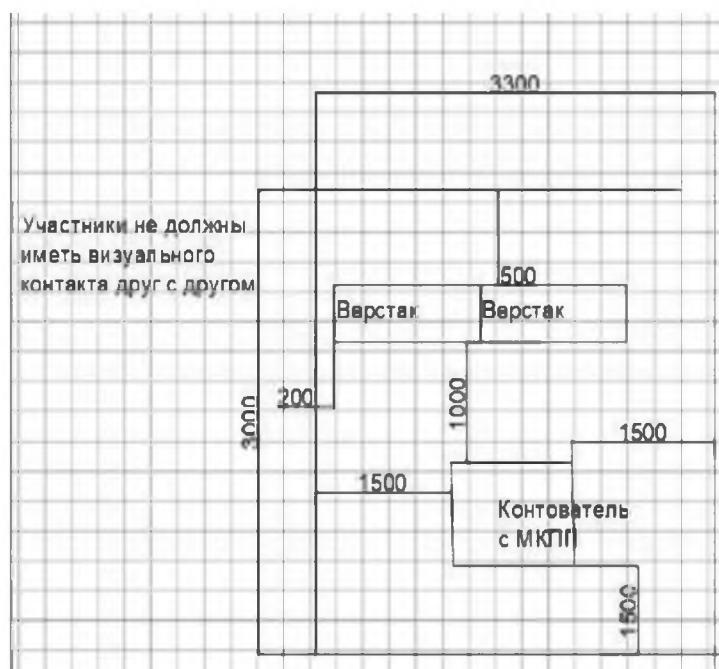 3300
Участники не должны
иметь визуального
контакта друг с другом
500
Верстак
Верстак
200
3000
1000
1500
1500
Контователь
с МКПП
1500